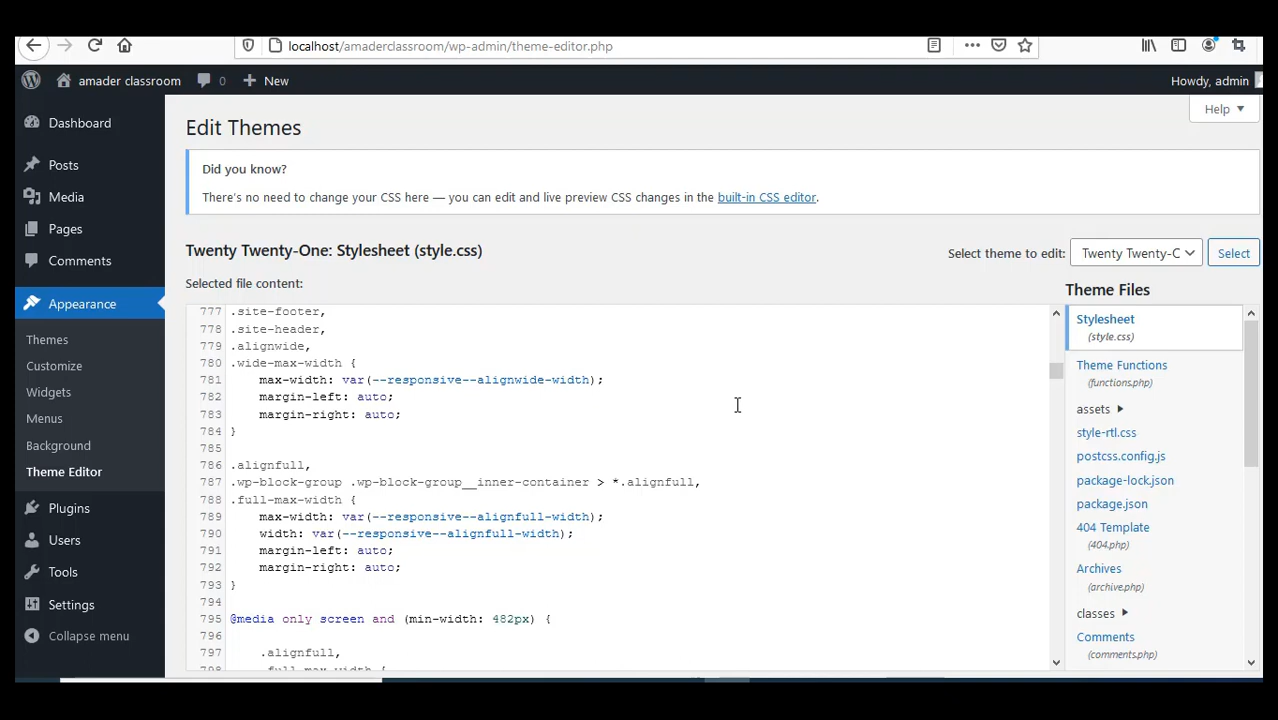 localhost/amaderclassroom/wp-admin/theme-editor.php
amader classroom 0 New Howdy, admin
Dashboard
Posts
Media
Pages
Comments
Appearance
Themes
Customize
Widgets
Menus
Background
Theme Editor
Plugins
Users
Tools
Settings
Collapse menu
Help
Edit Themes
Did you know?
There's no need to change your CSS here — you can edit and live preview CSS changes in the built-in CSS editor.
Twenty Twenty-One: Stylesheet (style.css)
Select theme to edit: Twenty Twenty-O Select
Selected file content:
777 .site-footer,
778 .site-header,
779 .alignwide,
780 .wide-max-width {
781 max-width: var(--responsive--alignwide-width);
782 margin-left: auto;
783 margin-right: auto;
784 }
785
786 .alignfull,
787 .wp-block-group .wp-block-group__inner-container > *.alignfull,
788 .full-max-width {
789 max-width: var(--responsive--alignfull-width);
790 width: var(--responsive--alignfull-width);
791 margin-left: auto;
792 margin-right: auto;
793 }
794
795 @media only screen and (min-width: 482px) {
796
797 .alignfull,
798 .full-max-width {
Theme Files
Stylesheet
(style.css)
Theme Functions
(functions.php)
assets
style-rtl.css
postcss.config.js
package-lock.json
package.json
404 Template
(404.php)
Archives
(archive.php)
classes
Comments
(comments.php)